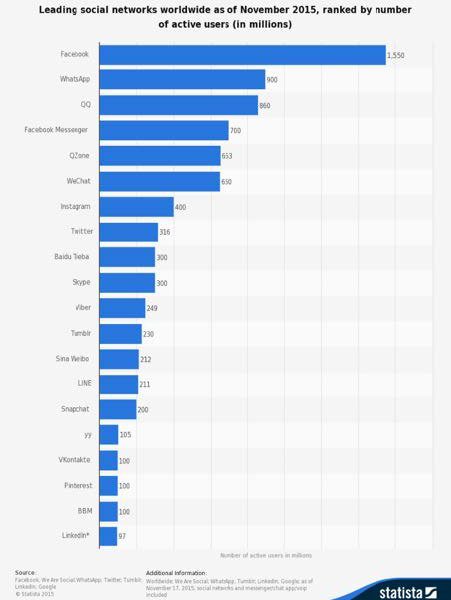 Leading social networks worldwide as of November 2015, ranked by number
of active users (in millions)
Facebook 1,550
WhatsApp 900
QQ 860
Facebook Messenger 700
QZone 653
WeChat 650
Instagram 400
Twitter 316
Baidu Tieba 300
Skype 300
Viber 249
Tumblr 230
Sina Weibo 212
LINE 211
Snapchat 200
yy 105
VKontakte 100
Pinterest 100
BBM 100
LinkedIn* 97
Number of active users in millions
Source:
Facebook; We Are Social; WhatsApp; Twitter; Tumblr;
LinkedIn; Google
© Statista 2015
Additional Information:
Worldwide; We Are Social; WhatsApp; Tumblr; LinkedIn; Google; as of
November 17, 2015; social networks and messenger/chat app/voip
included
statista